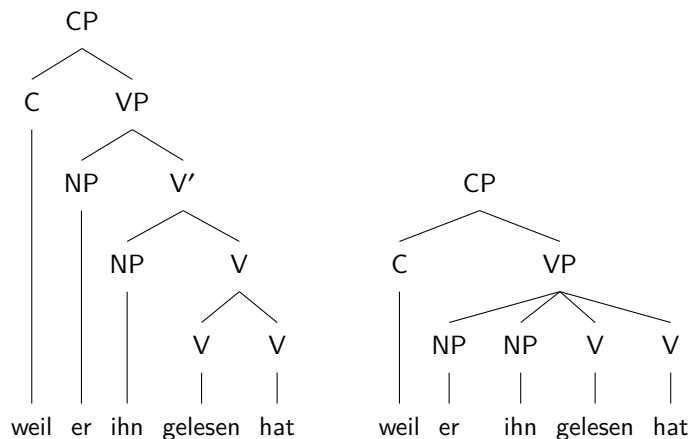 CP
C VP
NP V′ CP
NP V C VP
V V NP NP V V
weil er ihn gelesen hat weil er ihn gelesen hat